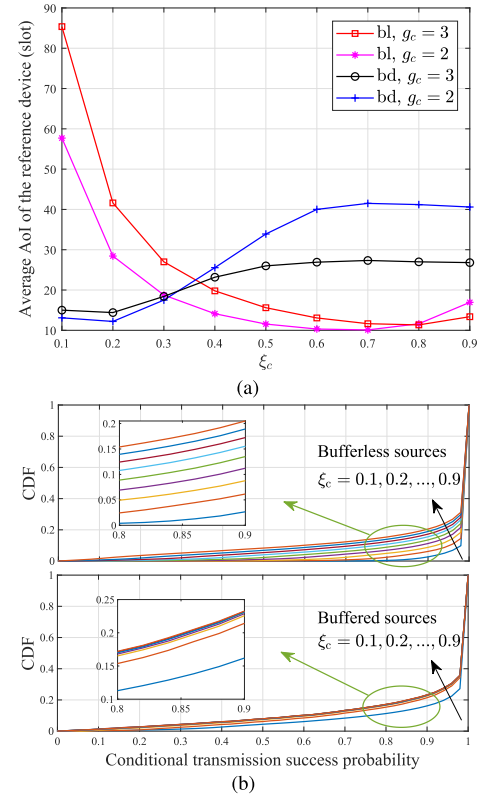 90
80
70
60
50
40
30
20
10
Average AoI of the reference device (slot)
bl, g_c = 3
bl, g_c = 2
bd, g_c = 3
bd, g_c = 2
0.1 0.2 0.3 0.4 0.5 0.6 0.7 0.8 0.9
ξ_c
(a)
1
0.8
0.6
0.4
0.2
0
CDF
0.2
0.15
0.1
0.05
0
0.8 0.85 0.9
Bufferless sources
ξ_c = 0.1, 0.2, ..., 0.9
1
0.8
0.6
0.4
0.2
0
CDF
0.25
0.2
0.15
0.1
0.8 0.85 0.9
Buffered sources
ξ_c = 0.1, 0.2, ..., 0.9
0 0.1 0.2 0.3 0.4 0.5 0.6 0.7 0.8 0.9 1
Conditional transmission success probability
(b)